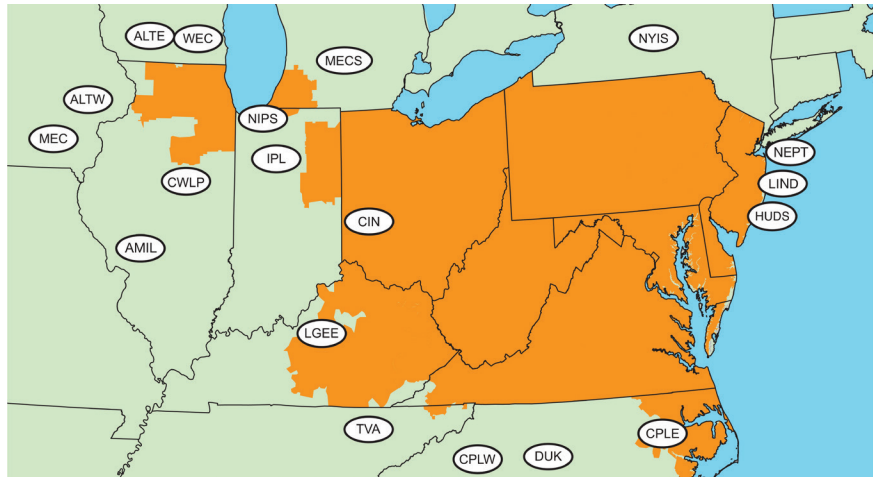 ALTE
WEC
NYIS
MECS
ALTW
NIPS
MEC
NEPT
IPL
CWLP
LIND
HUDS
CIN
AMIL
LGEE
TVA
CPLE
CPLW
DUK